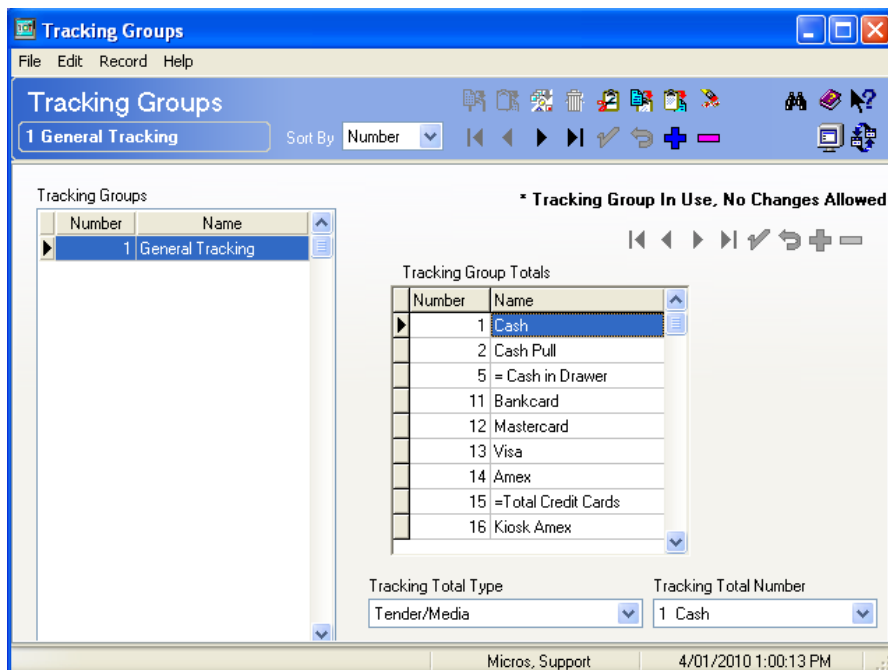 Tracking Groups
File Edit Record Help
Tracking Groups
1 General Tracking
Sort By Number
Tracking Groups
* Tracking Group In Use, No Changes Allowed
Number Name
1 General Tracking
Tracking Group Totals
Number Name
1 Cash
2 Cash Pull
5 = Cash in Drawer
11 Bankcard
12 Mastercard
13 Visa
14 Amex
15 =Total Credit Cards
16 Kiosk Amex
Tracking Total Type Tracking Total Number
Tender/Media 1 Cash
Micros, Support 4/01/2010 1:00:13 PM